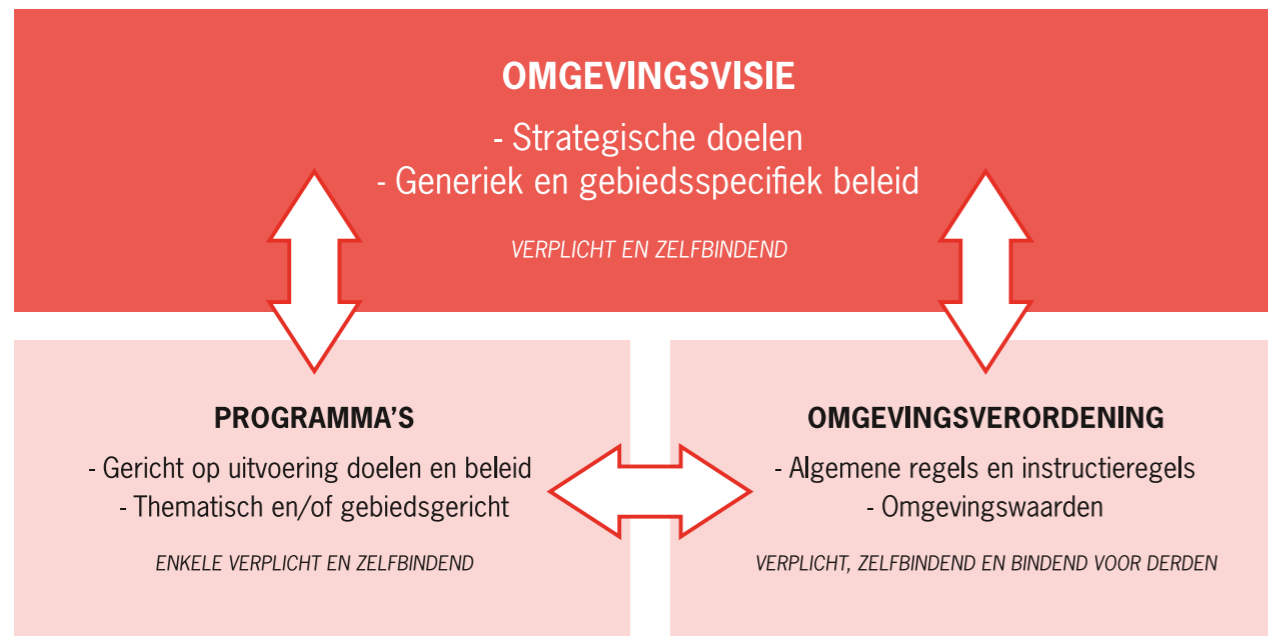 OMGEVINGSVISIE
- Strategische doelen
- Generiek en gebiedsspecifiek beleid
VERPLICHT EN ZELFBINDEND
PROGRAMMA'S
- Gericht op uitvoering doelen en beleid
- Thematisch en/of gebiedsgericht
ENKELE VERPLICHT EN ZELFBINDEND
OMGEVINGSVERORDENING
- Algemene regels en instructieregels
- Omgevingswaarden
VERPLICHT, ZELFBINDEND EN BINDEND VOOR DERDEN